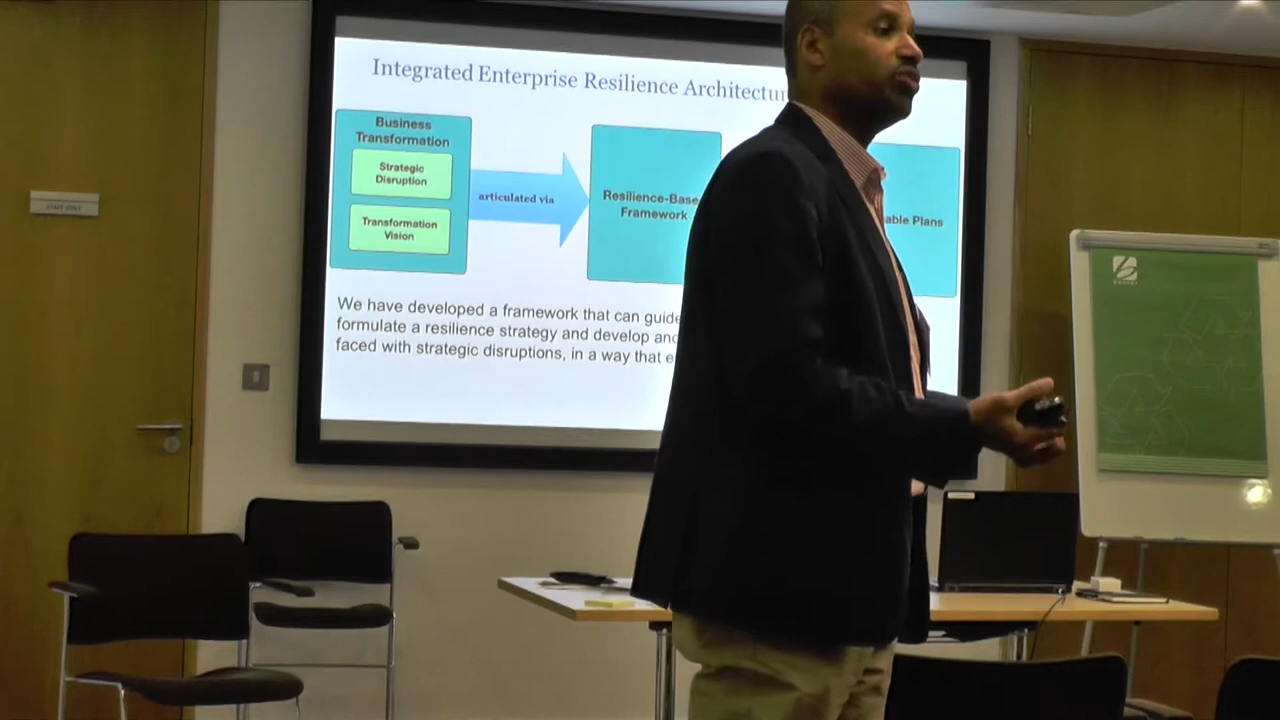 Integrated Enterprise Resilience Architectur
Business
Transformation
Strategic
Disruption
Transformation
Vision
articulated via
Resilience-Base
Framework
able Plans
We have developed a framework that can guide
formulate a resilience strategy and develop and
faced with strategic disruptions, in a way that e